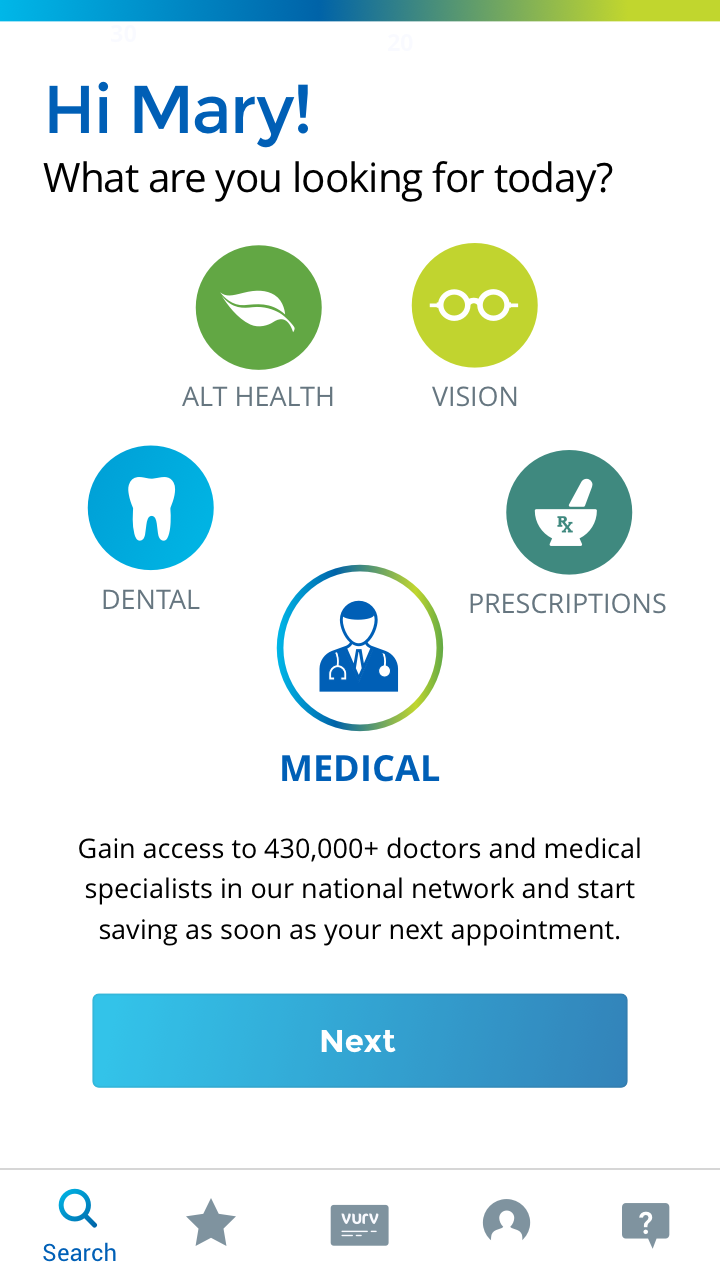 30
20
Hi Mary!
What are you looking for today?
ALT HEALTH
VISION
DENTAL
Rx
PRESCRIPTIONS
MEDICAL
Gain access to 430,000+ doctors and medical
specialists in our national network and start
saving as soon as your next appointment.
Next
vurv
?
Search